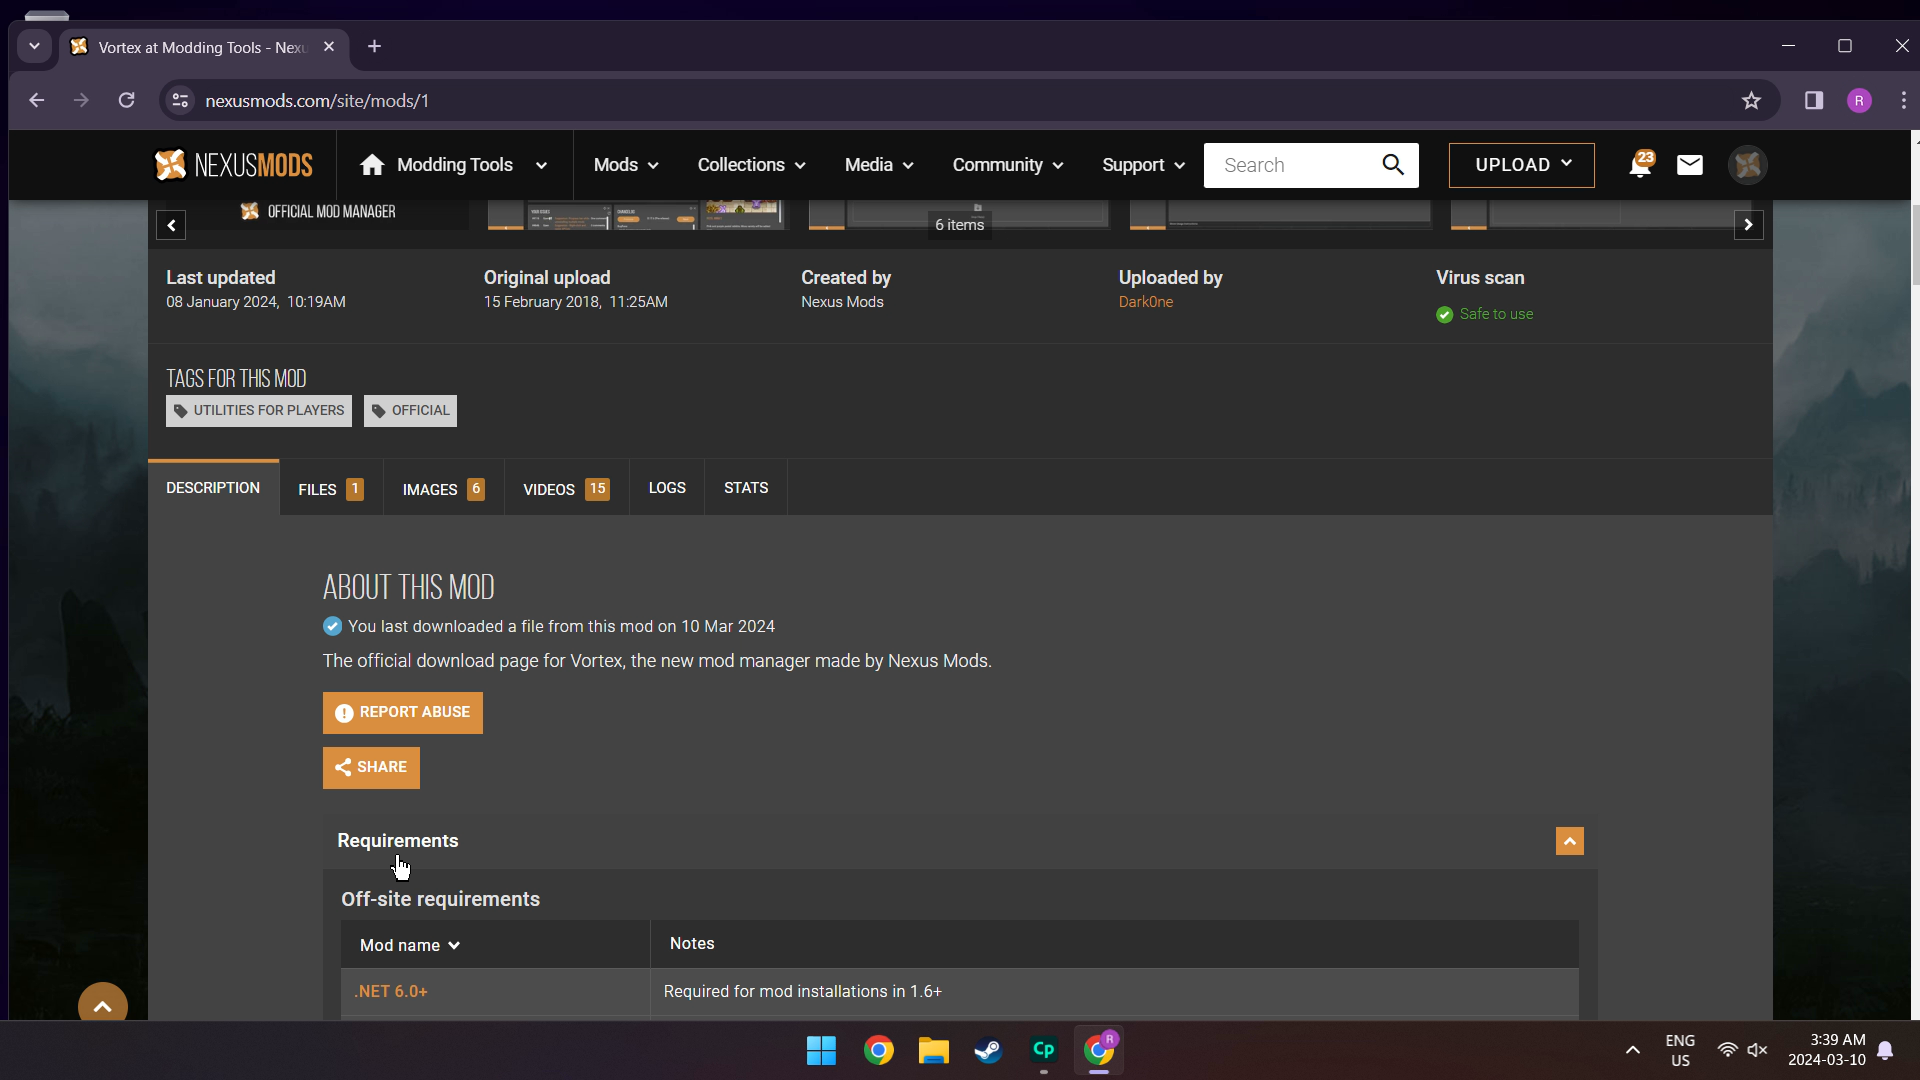 Vortex at Modding Tools - Nexu
nexusmods.com/site/mods/1
R
NEXUSMODS
Modding Tools
Mods
Collections
Media
Community
Support
Search
UPLOAD
23
OFFICIAL MOD MANAGER
6 items
Last updated
08 January 2024, 10:19AM
Original upload
15 February 2018, 11:25AM
Created by
Nexus Mods
Uploaded by
Dark0ne
Virus scan
Safe to use
TAGS FOR THIS MOD
UTILITIES FOR PLAYERS
OFFICIAL
DESCRIPTION
FILES 1
IMAGES 6
VIDEOS 15
LOGS
STATS
ABOUT THIS MOD
You last downloaded a file from this mod on 10 Mar 2024
The official download page for Vortex, the new mod manager made by Nexus Mods.
REPORT ABUSE
SHARE
Requirements
Off-site requirements
Mod name
Notes
.NET 6.0+
Required for mod installations in 1.6+
Cp
R
ENG
US
3:39 AM
2024-03-10